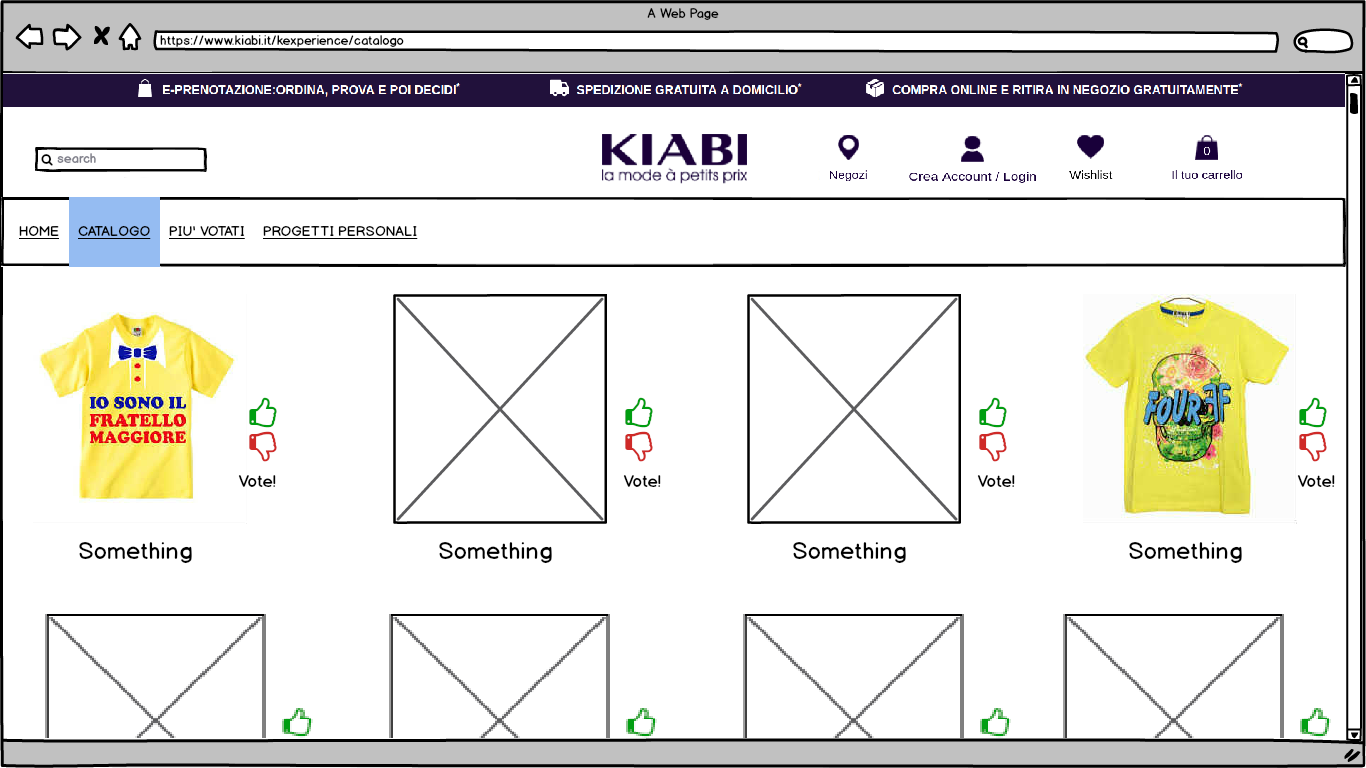 A Web Page
https://www.kiabi.it/kexperience/catalogo
E-PRENOTAZIONE:ORDINA, PROVA E POI DECIDI*
SPEDIZIONE GRATUITA A DOMICILIO*
COMPRA ONLINE E RITIRA IN NEGOZIO GRATUITAMENTE*
search
KIABI
la mode à petits prix
Negozi
Crea Account / Login
Wishlist
0
Il tuo carrello
HOME
CATALOGO
PIU' VOTATI
PROGETTI PERSONALI
IO SONO IL
FRATELLO
MAGGIORE
FOUR
Vote!
Vote!
Vote!
Vote!
Something
Something
Something
Something